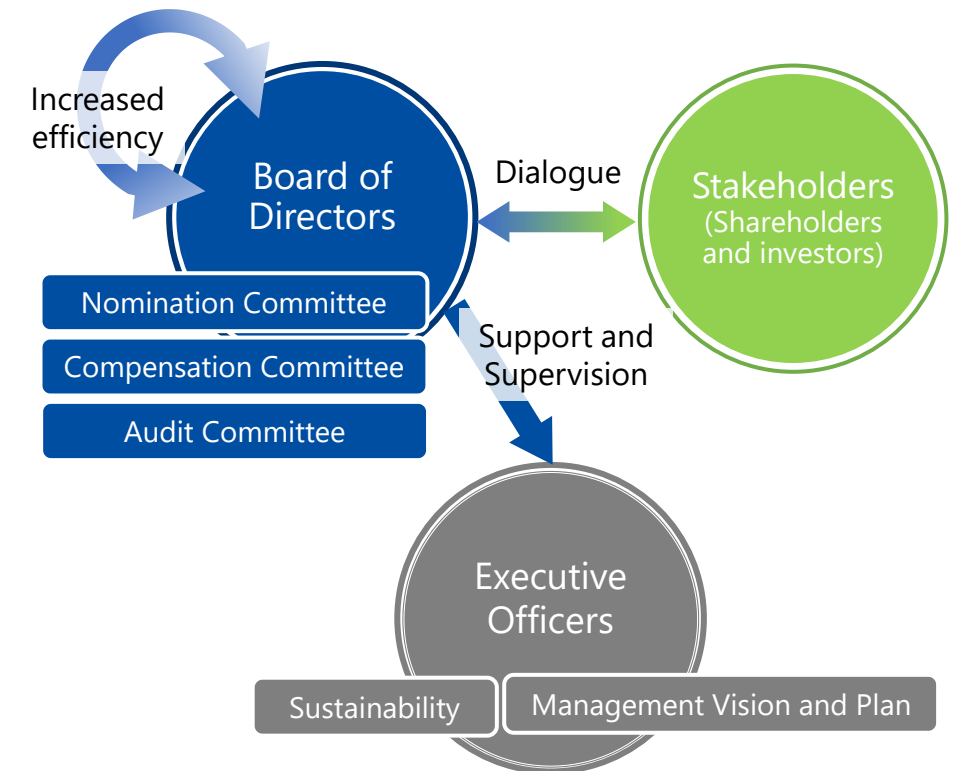 Increased
efficiency
Board of
Directors
Dialogue
Stakeholders
(Shareholders
and investors)
Nomination Committee
Compensation Committee
Audit Committee
Support and
Supervision
Executive
Officers
Sustainability
Management Vision and Plan